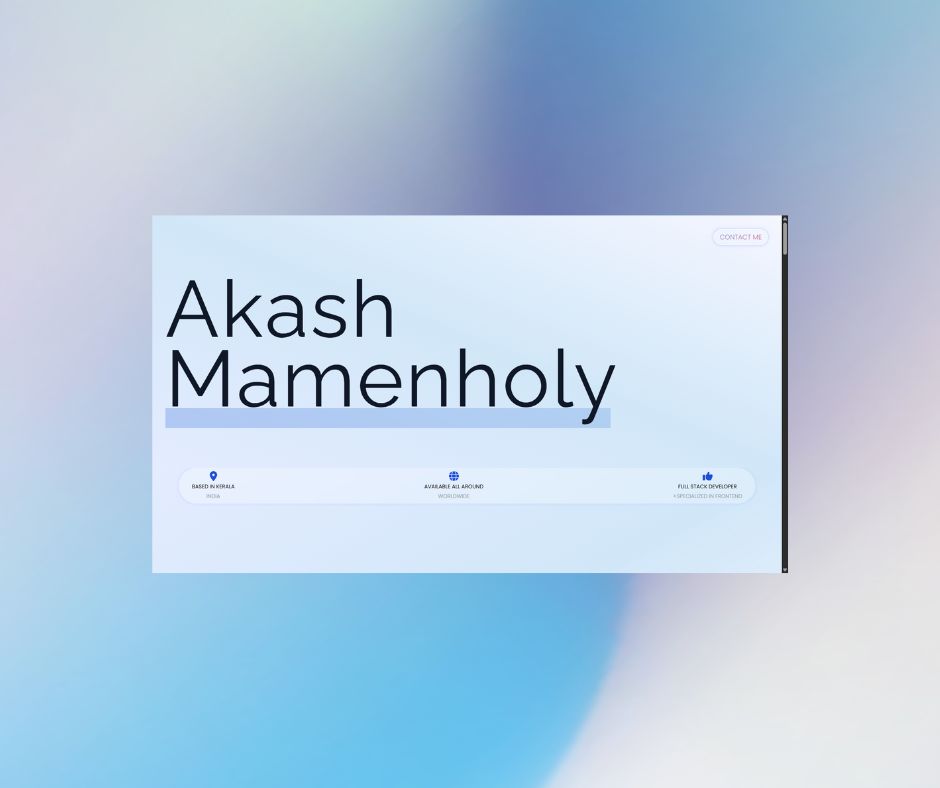 CONTACT ME
Akash
Mamenholy
BASED IN KERALA
INDIA
AVAILABLE ALL AROUND
WORLDWIDE
FULL STACK DEVELOPER
+SPECIALIZED IN FRONTEND